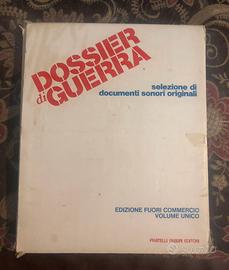 DOSSIER
di GUERRA
selezione di
documenti sonori originali
EDIZIONE FUORI COMMERCIO
VOLUME UNICO
FRATELLI FABBRI EDITORI